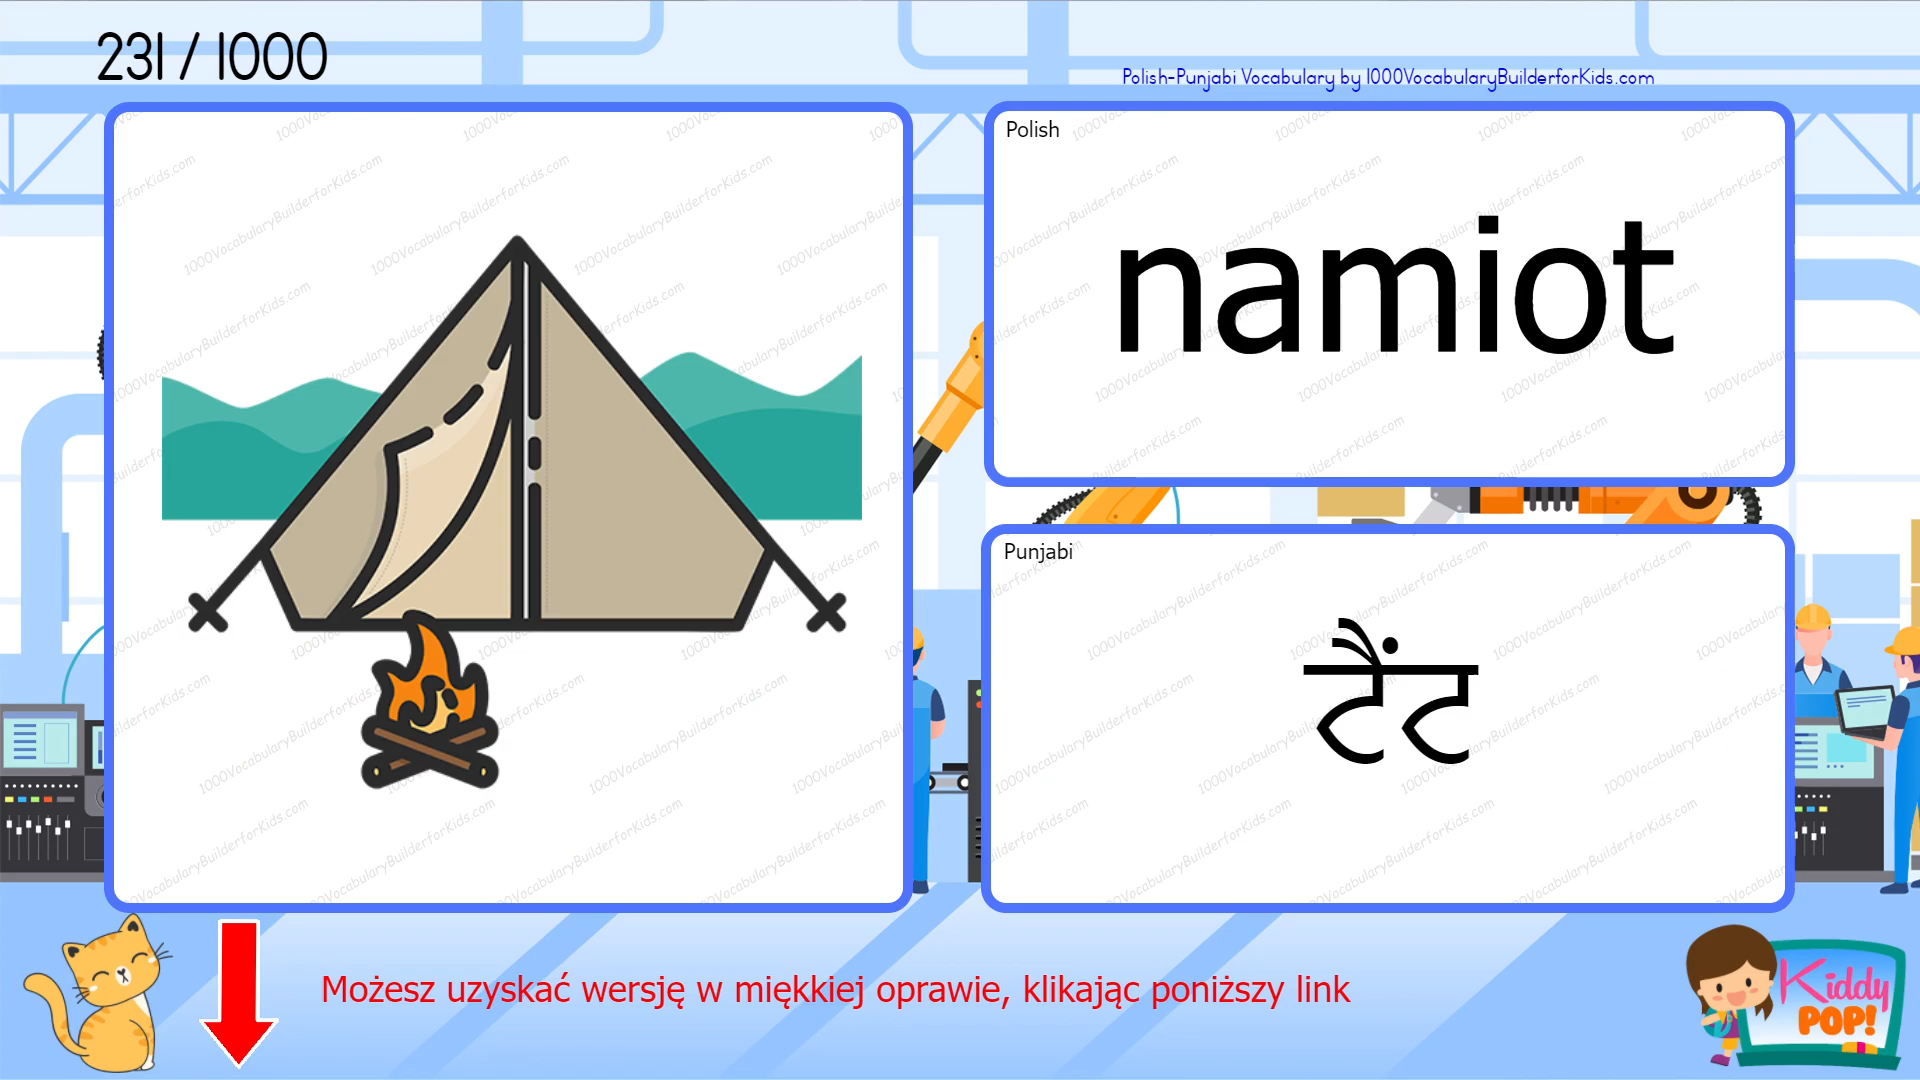 231 / 1000
Polish-Punjabi Vocabulary by 1000VocabularyBuilderforKids.com
Polish
namiot
Punjabi
टैंट
Możesz uzyskać wersję w miękkiej oprawie, klikając poniższy link
Kiddy
POP!